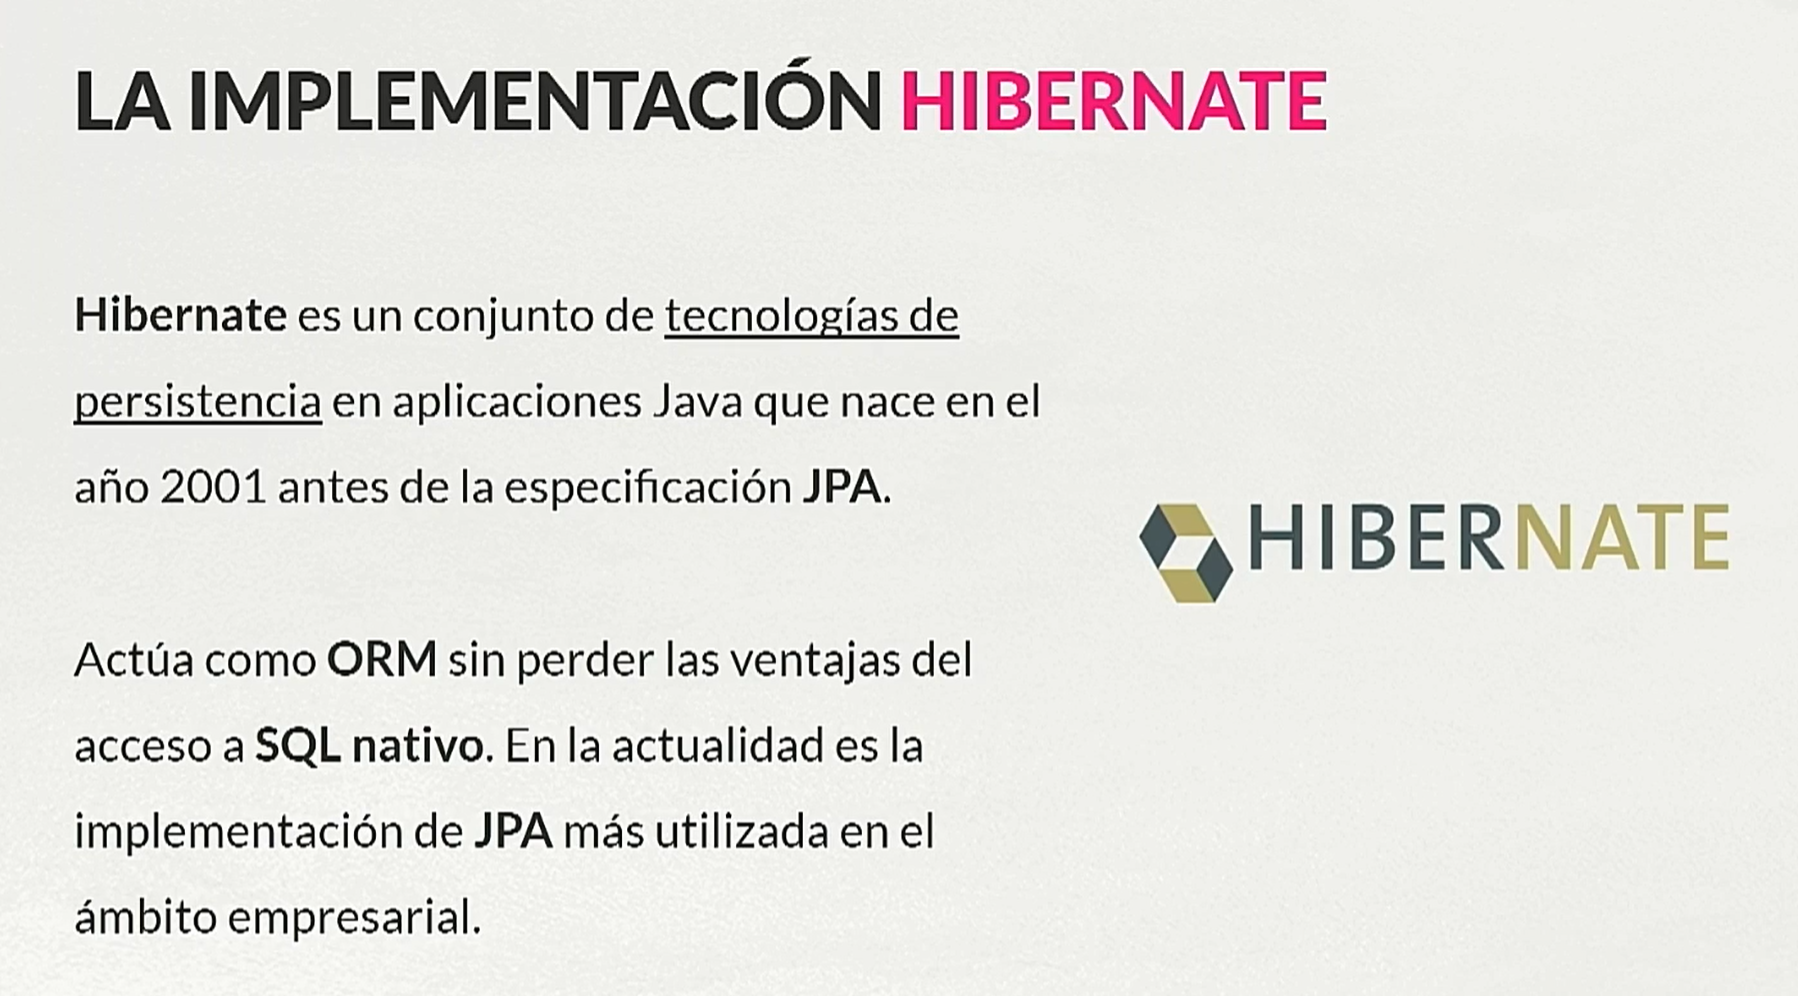 LA IMPLEMENTACIÓN HIBERNATE
Hibernate es un conjunto de tecnologías de
persistencia en aplicaciones Java que nace en el
año 2001 antes de la especificación JPA.
HIBERNATE
Actúa como ORM sin perder las ventajas del
acceso a SQL nativo. En la actualidad es la
implementación de JPA más utilizada en el
ámbito empresarial.